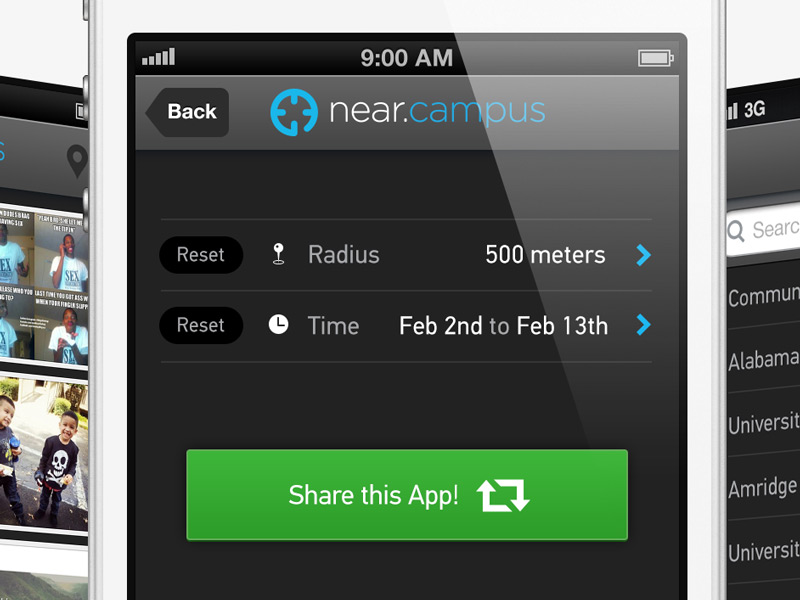 9:00 AM
Back
near.campus
Reset
Radius
500 meters
Reset
Time
Feb 2nd to Feb 13th
Share this App!
3G
Searc
Commun
Alabama
Universit
Amridge
Universit
S